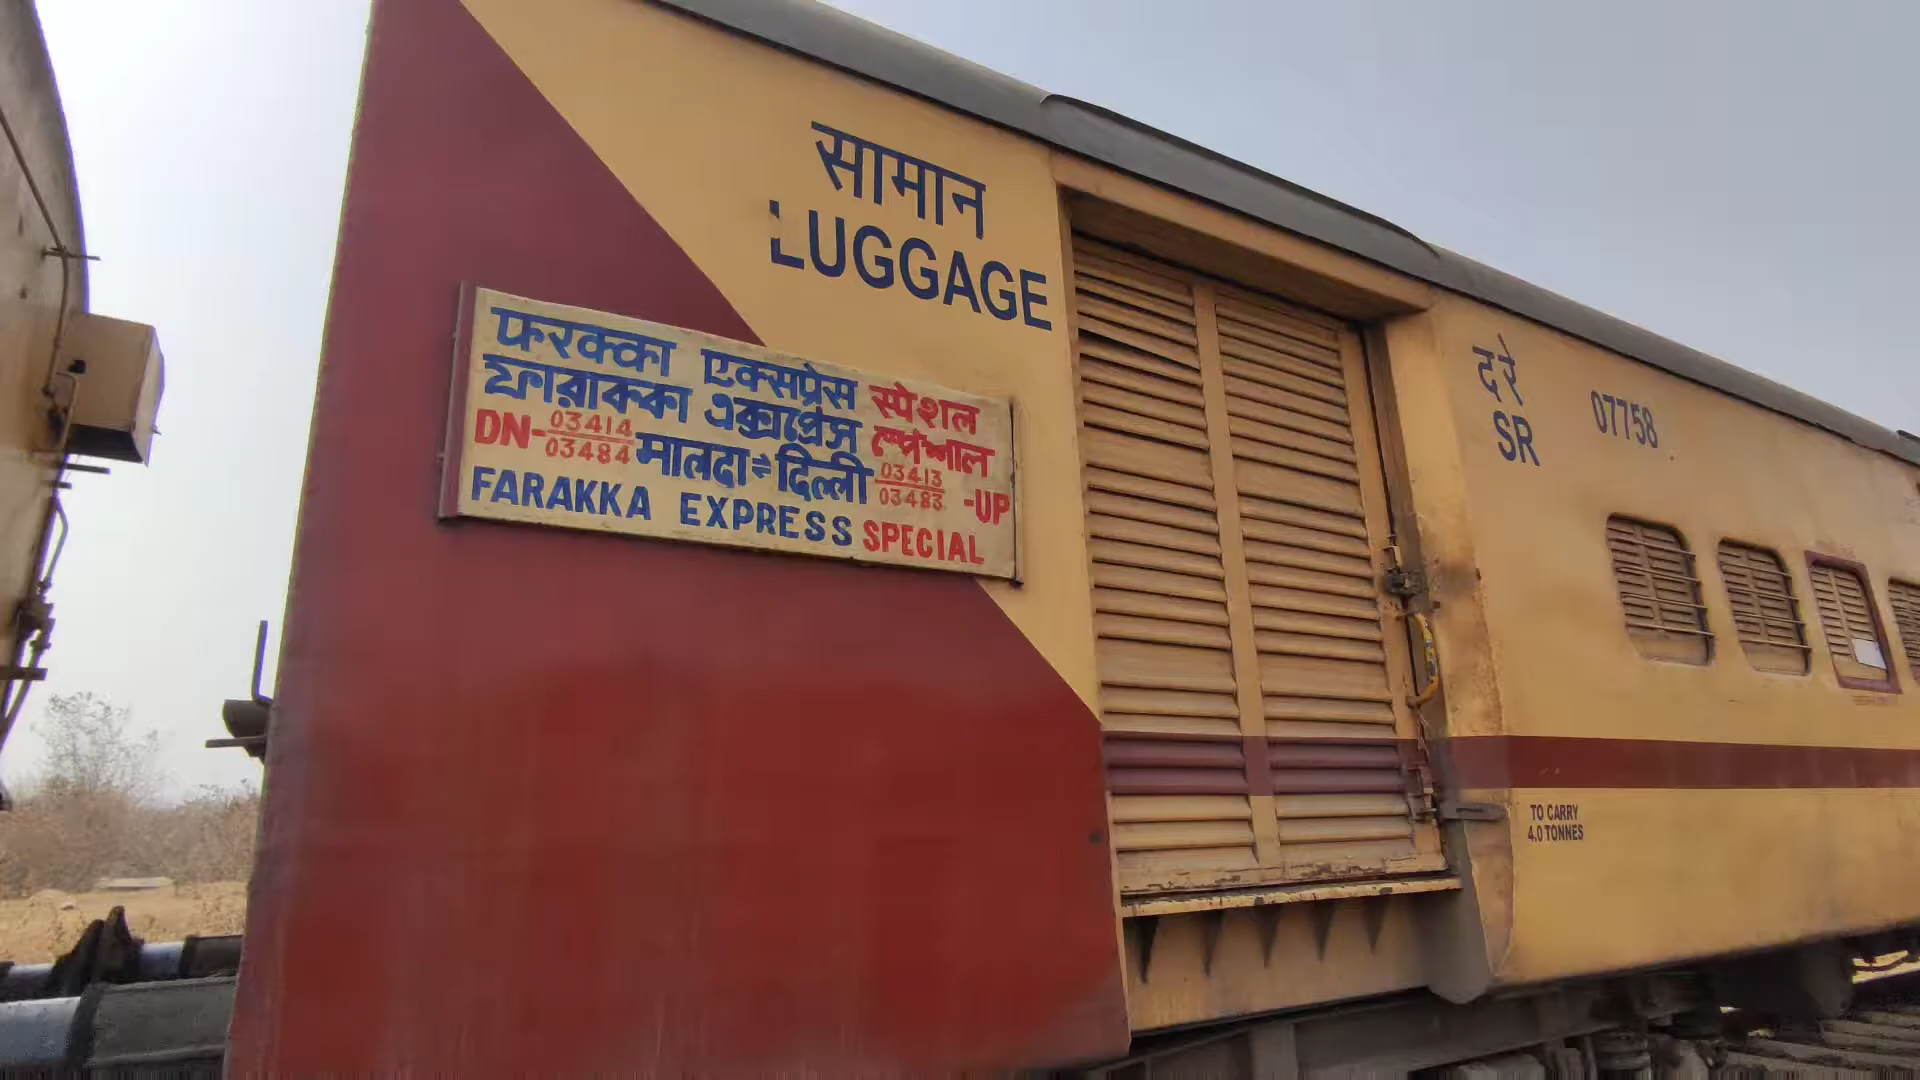 सामान
LUGGAGE
फरक्का एक्सप्रेस स्पेशल
ফারাক্কা এক্সপ্রেস স্পেশাল
DN- 03414 मालदा ⇌ दिल्ली 03413 -UP
03484 03483
FARAKKA EXPRESS SPECIAL
दरे
SR
07758
TO CARRY
4.0 TONNES